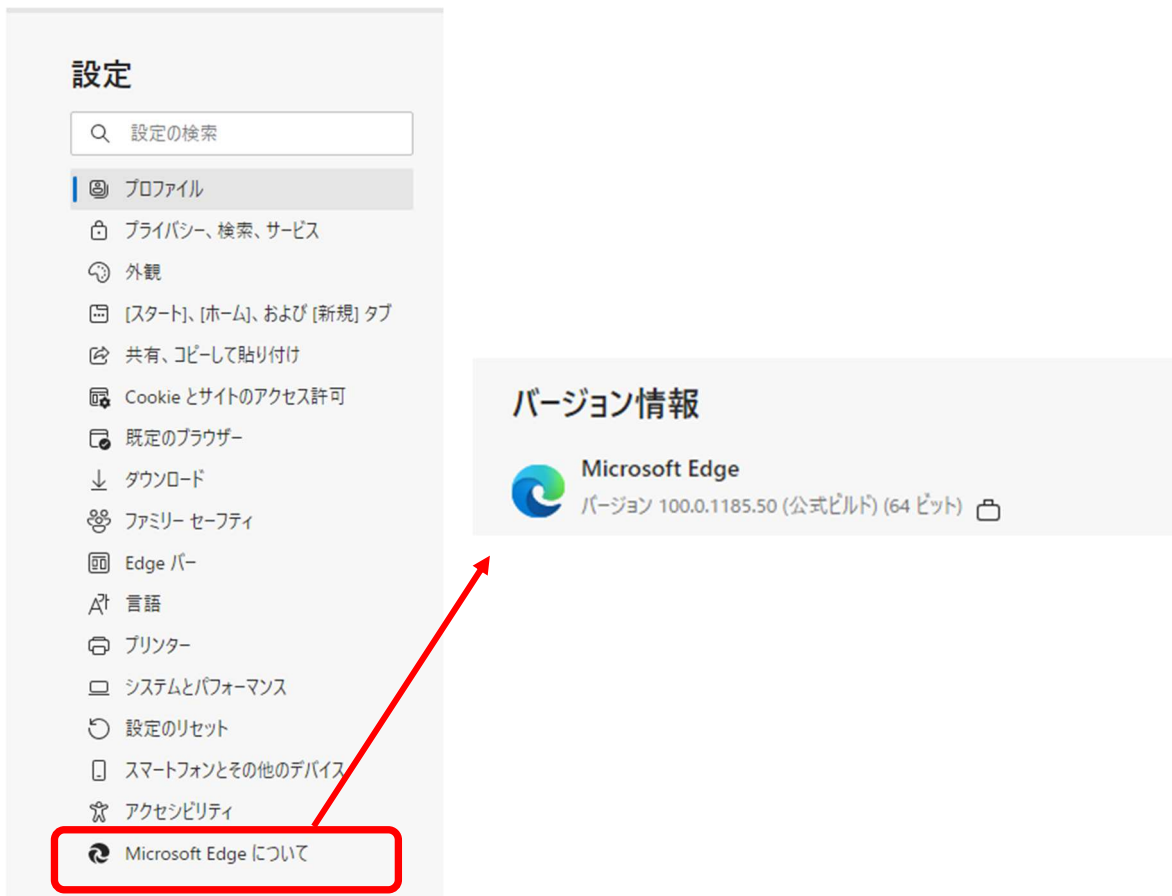 設定
設定の検索
プロファイル
プライバシー、検索、サービス
外観
[スタート]、[ホーム]、および [新規] タブ
共有、コピーして貼り付け
Cookie とサイトのアクセス許可
既定のブラウザー
ダウンロード
ファミリー セーフティ
Edge バー
言語
プリンター
システムとパフォーマンス
設定のリセット
スマートフォンとその他のデバイス
アクセシビリティ
Microsoft Edge について
バージョン情報
Microsoft Edge
バージョン 100.0.1185.50 (公式ビルド) (64 ビット)